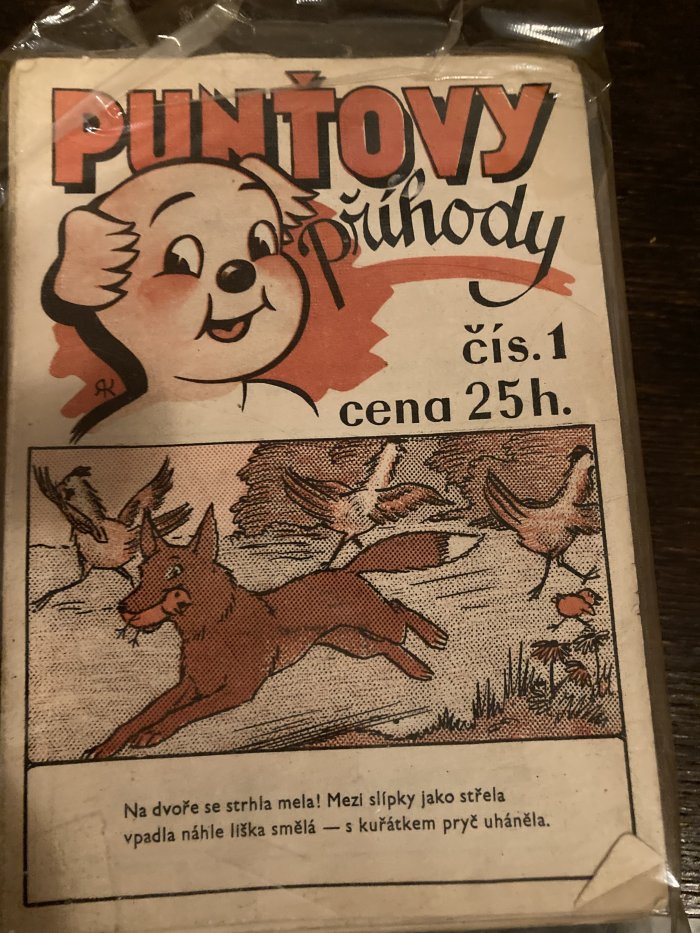 PUNŤOVY
příhody
čís. 1
cena 25 h.
Na dvoře se strhla mela! Mezi slípky jako střela
vpadla náhle liška smělá — s kuřátkem pryč uháněla.